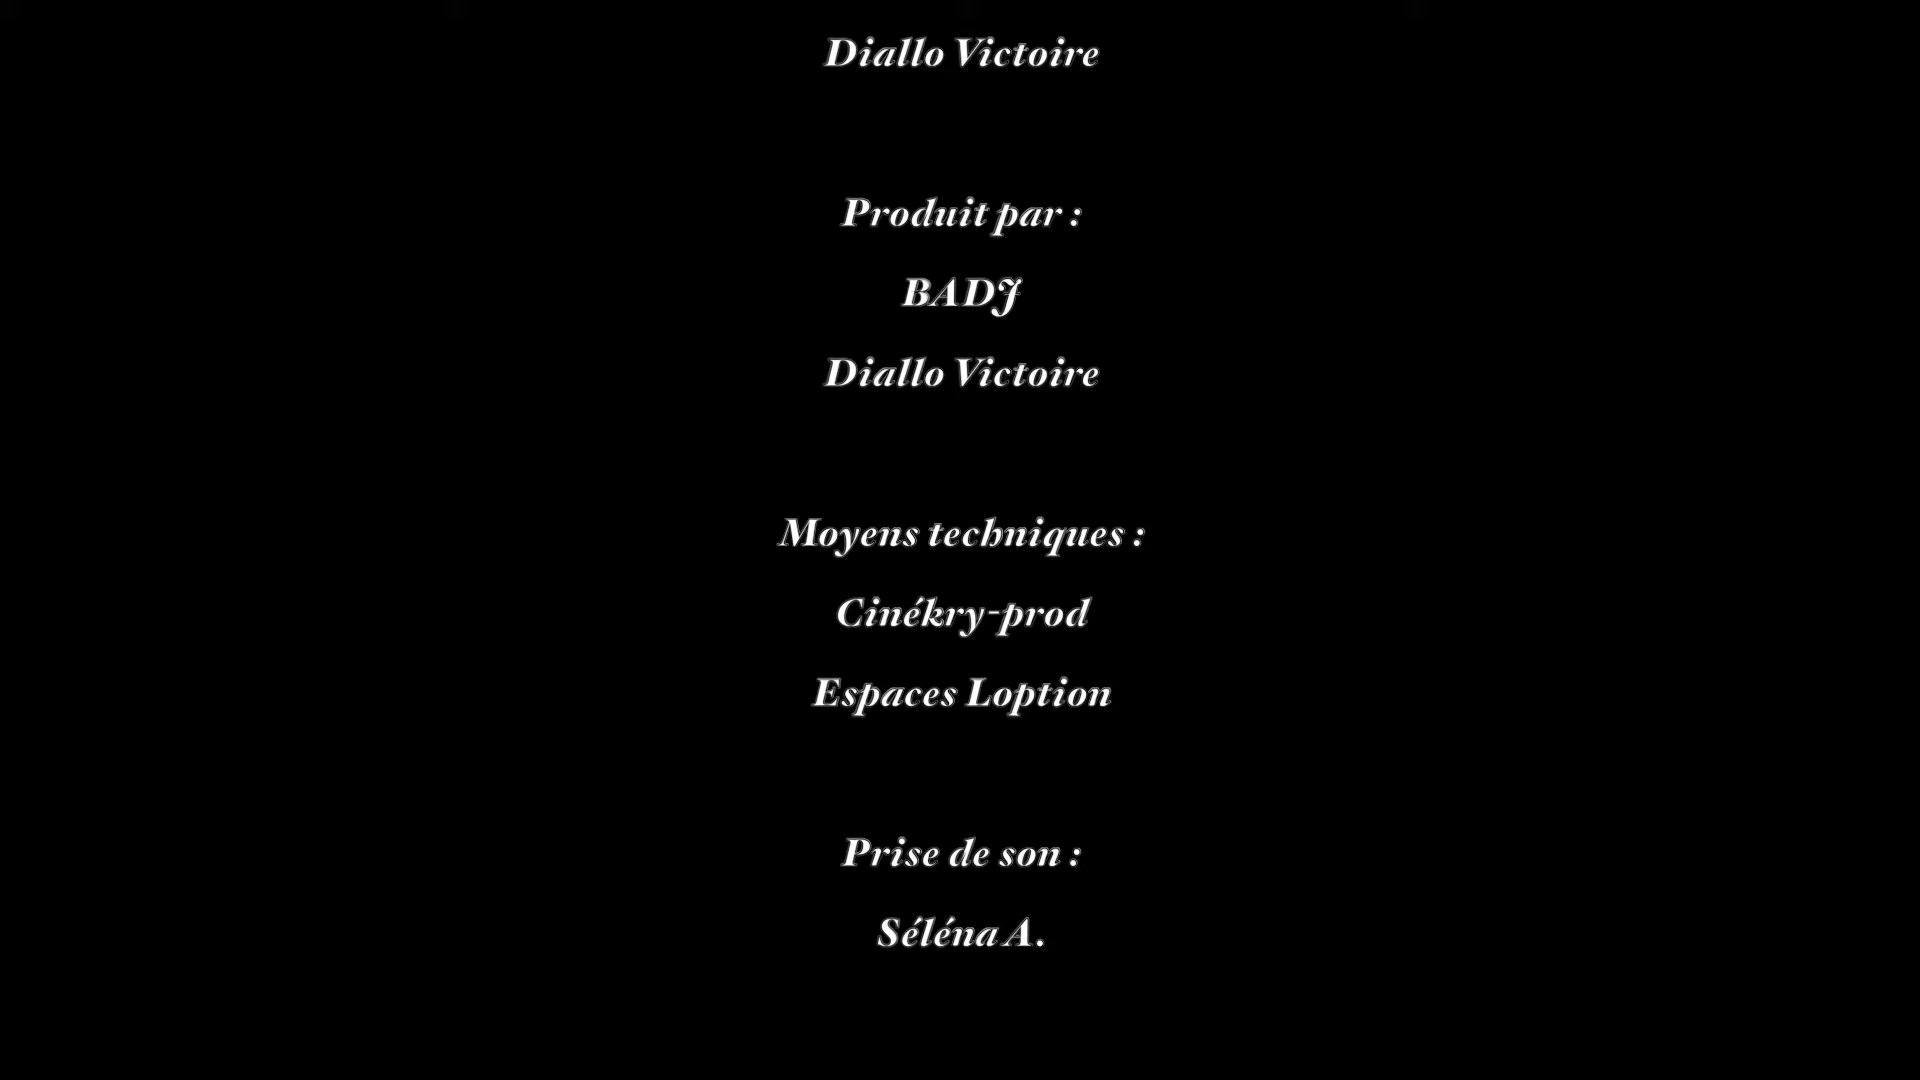 Diallo Victoire
Produit par :
BADJ
Diallo Victoire
Moyens techniques :
Cinékry-prod
Espaces Loption
Prise de son :
Séléna A.